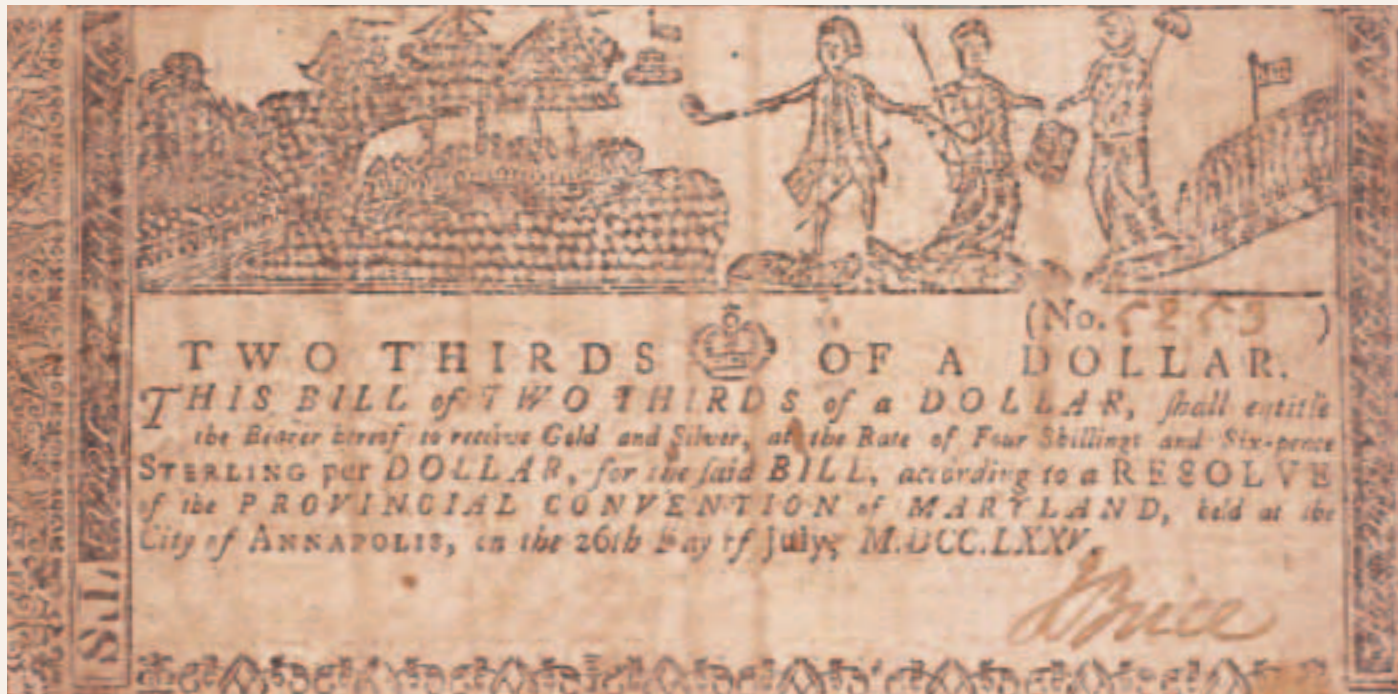 (No. 5253 )
TWO THIRDS OF A DOLLAR.
THIS BILL of TWO THIRDS of a DOLLAR, shall entitle
the Bearer hereof to receive Gold and Silver, at the Rate of Four Shillings and Six-pence
STERLING per DOLLAR, for the said BILL, according to a RESOLVE
of the PROVINCIAL CONVENTION of MARYLAND, held at the
City of ANNAPOLIS, on the 26th Day of July, M.DCC.LXXV.
J Brice